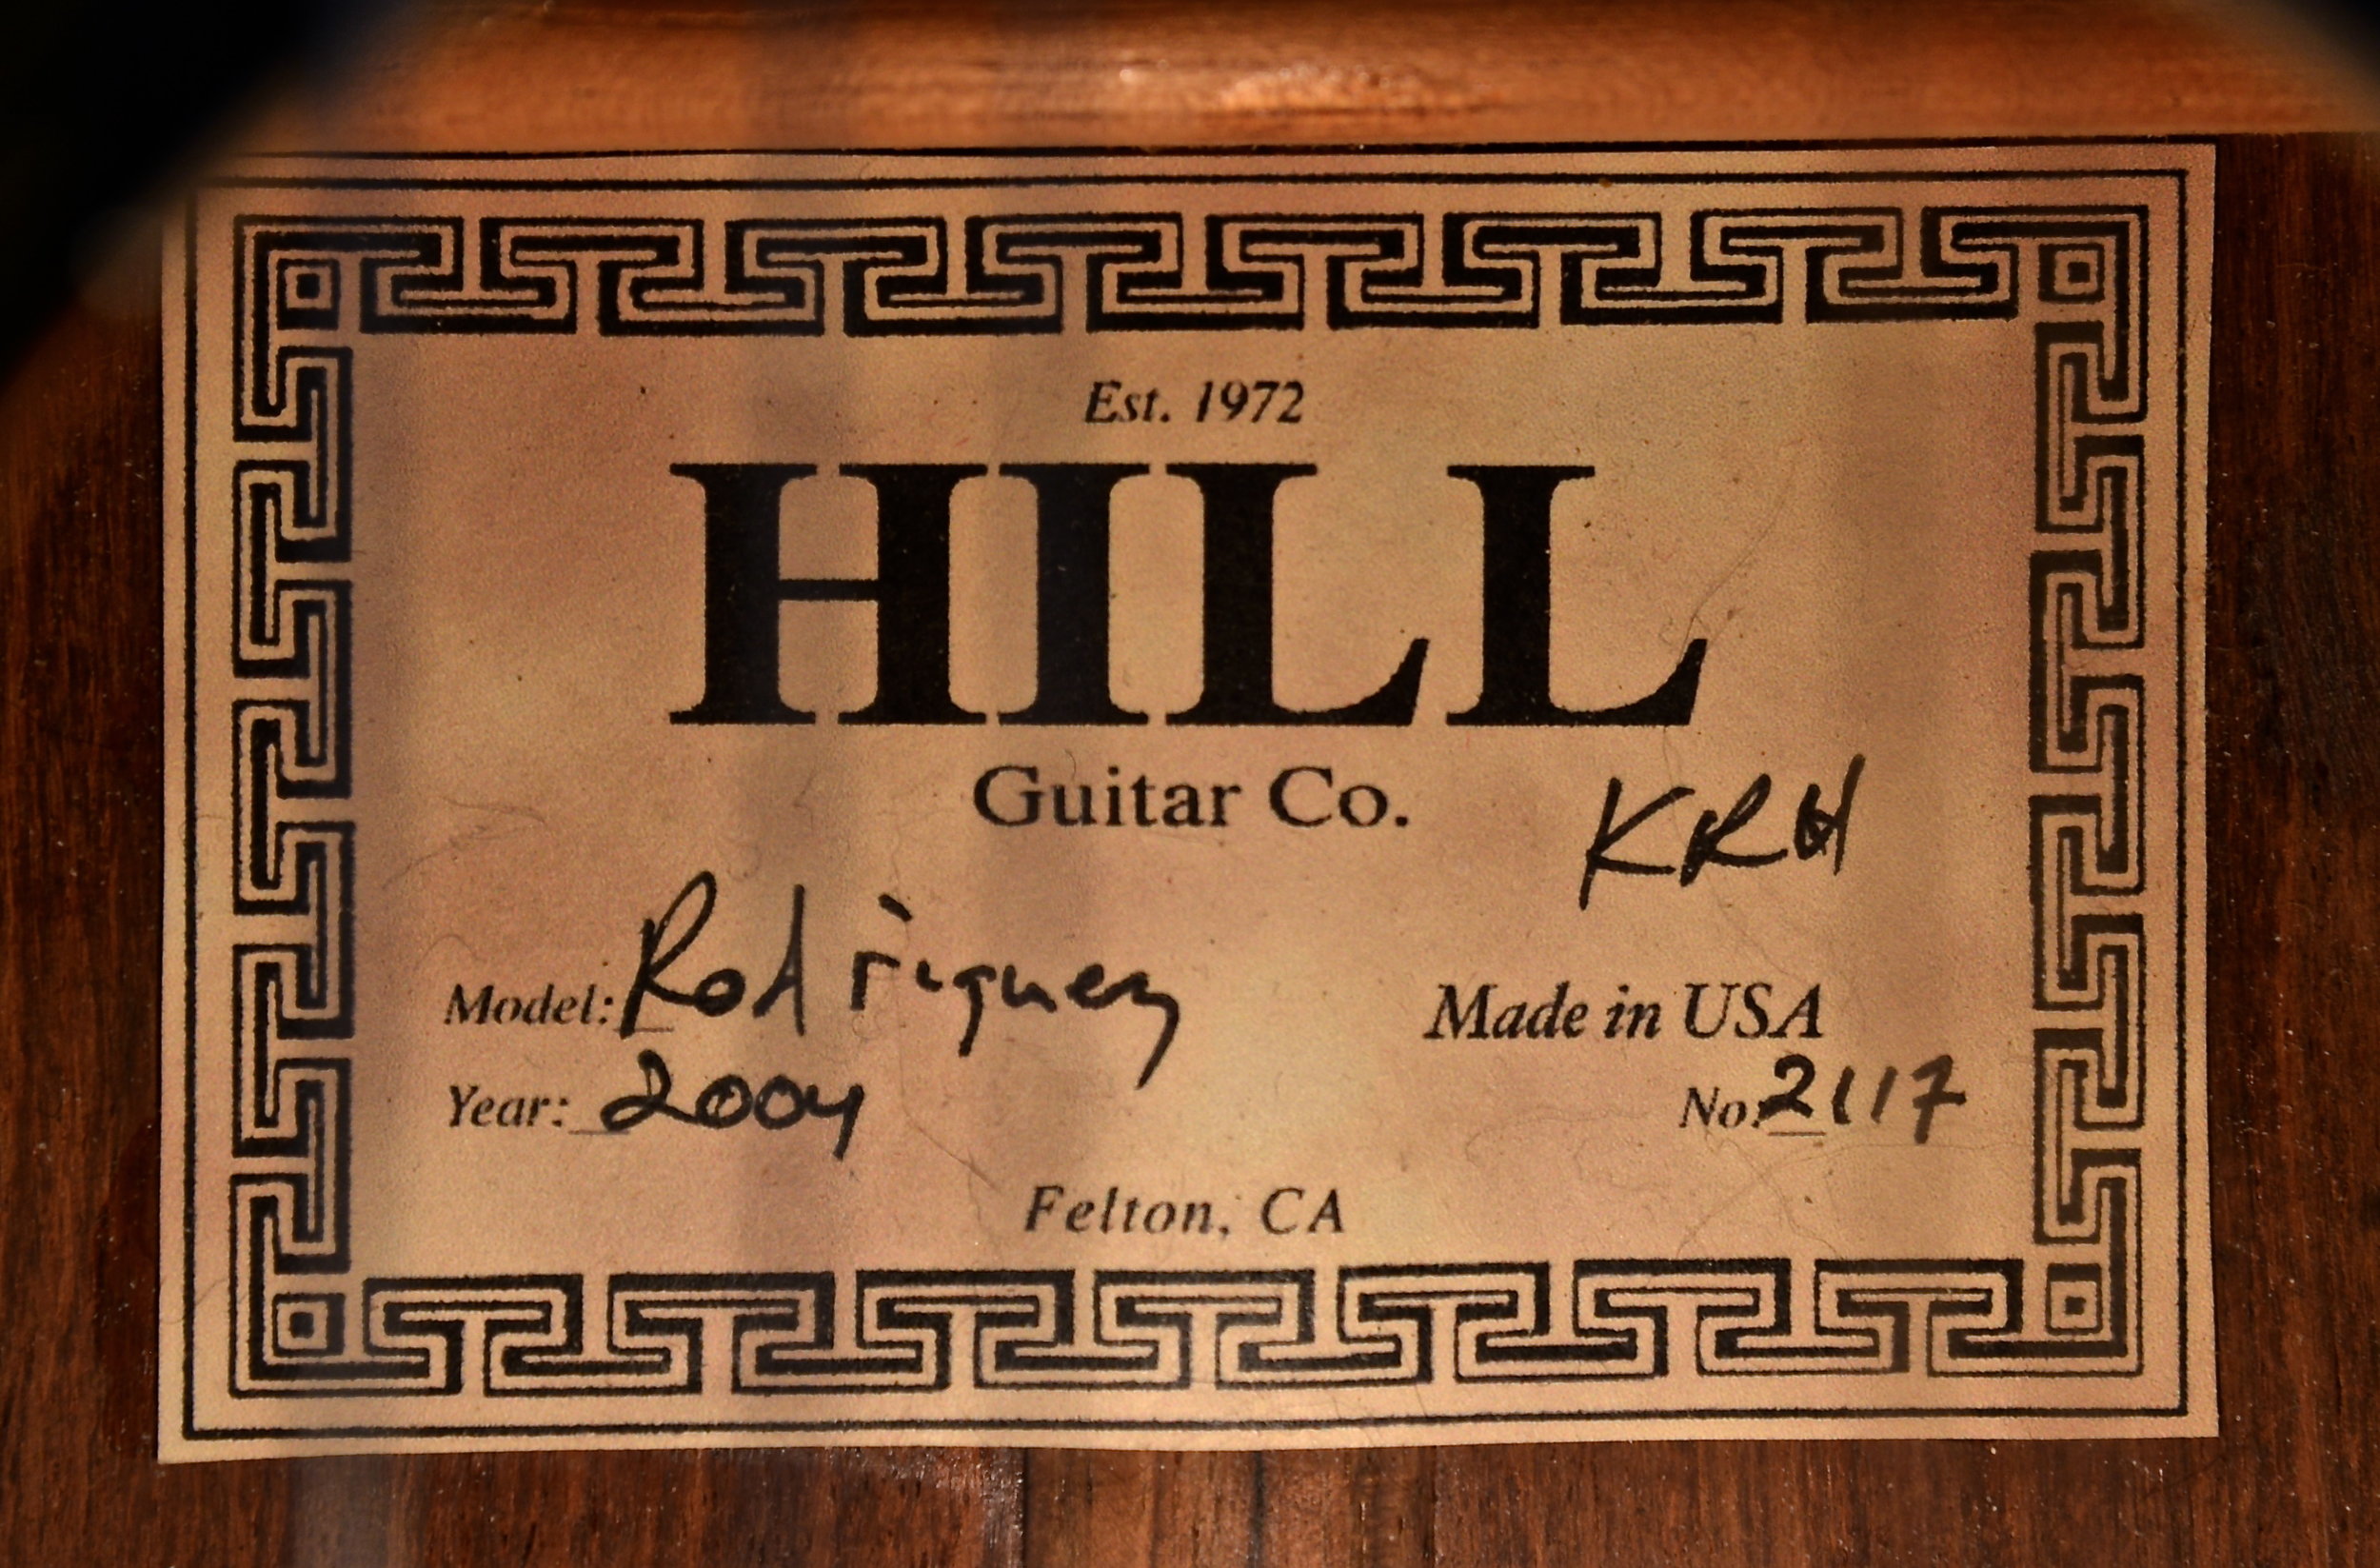 Est. 1972
HILL
Guitar Co.
KRH
Model: Rodriguez
Made in USA
Year: 2004
No. 2117
Felton, CA